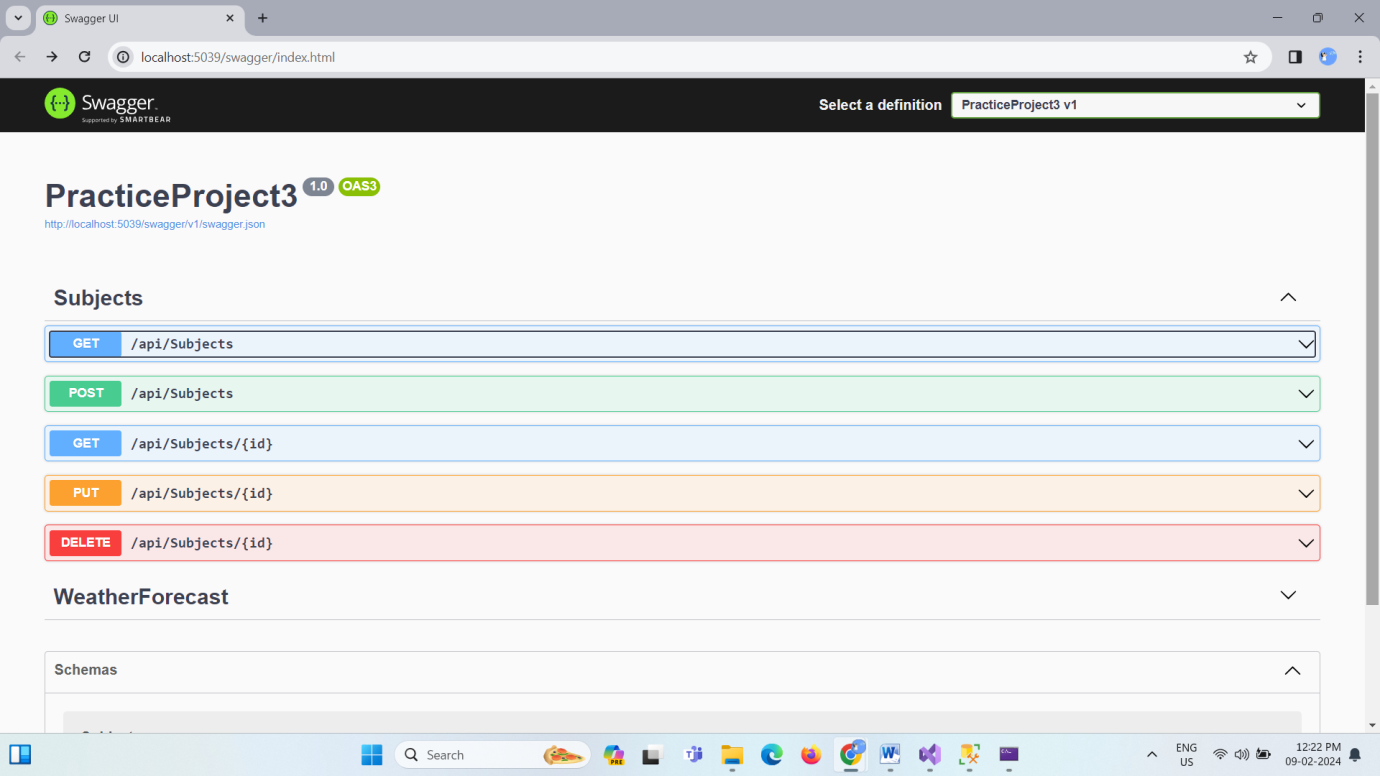 Swagger UI
localhost:5039/swagger/index.html
Swagger
Supported by SMARTBEAR
Select a definition
PracticeProject3 v1
PracticeProject3 1.0 OAS3
http://localhost:5039/swagger/v1/swagger.json
Subjects
GET /api/Subjects
POST /api/Subjects
GET /api/Subjects/{id}
PUT /api/Subjects/{id}
DELETE /api/Subjects/{id}
WeatherForecast
Schemas
Search
PRE
ENG
US
12:22 PM
09-02-2024